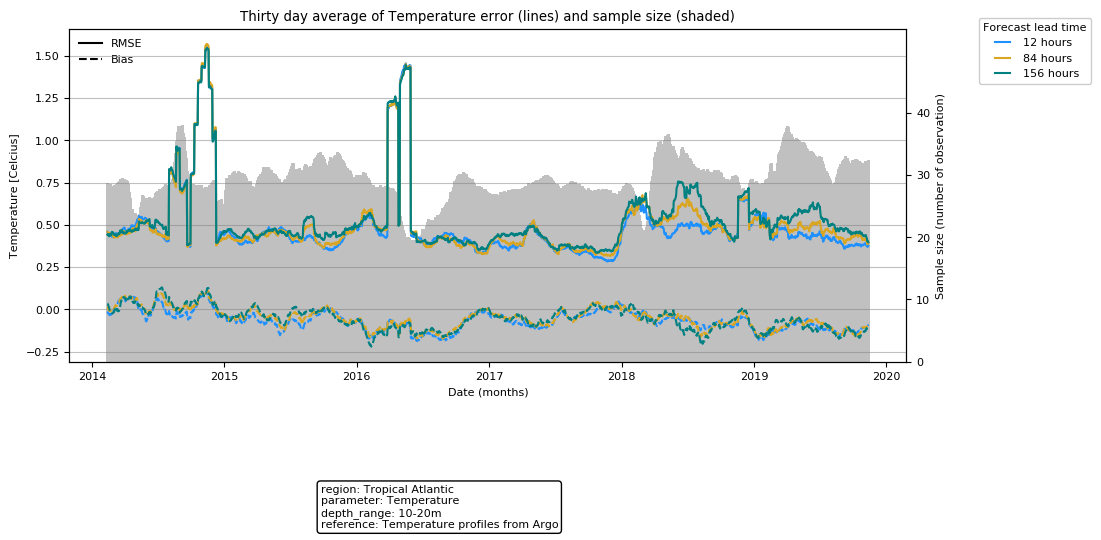 Thirty day average of Temperature error (lines) and sample size (shaded)
RMSE
Bias
Forecast lead time
12 hours
84 hours
156 hours
Temperature [Celcius]
1.50
1.25
1.00
0.75
0.50
0.25
0.00
−0.25
Sample size (number of observation)
40
30
20
10
0
2014 2015 2016 2017 2018 2019 2020
Date (months)
region: Tropical Atlantic
parameter: Temperature
depth_range: 10-20m
reference: Temperature profiles from Argo